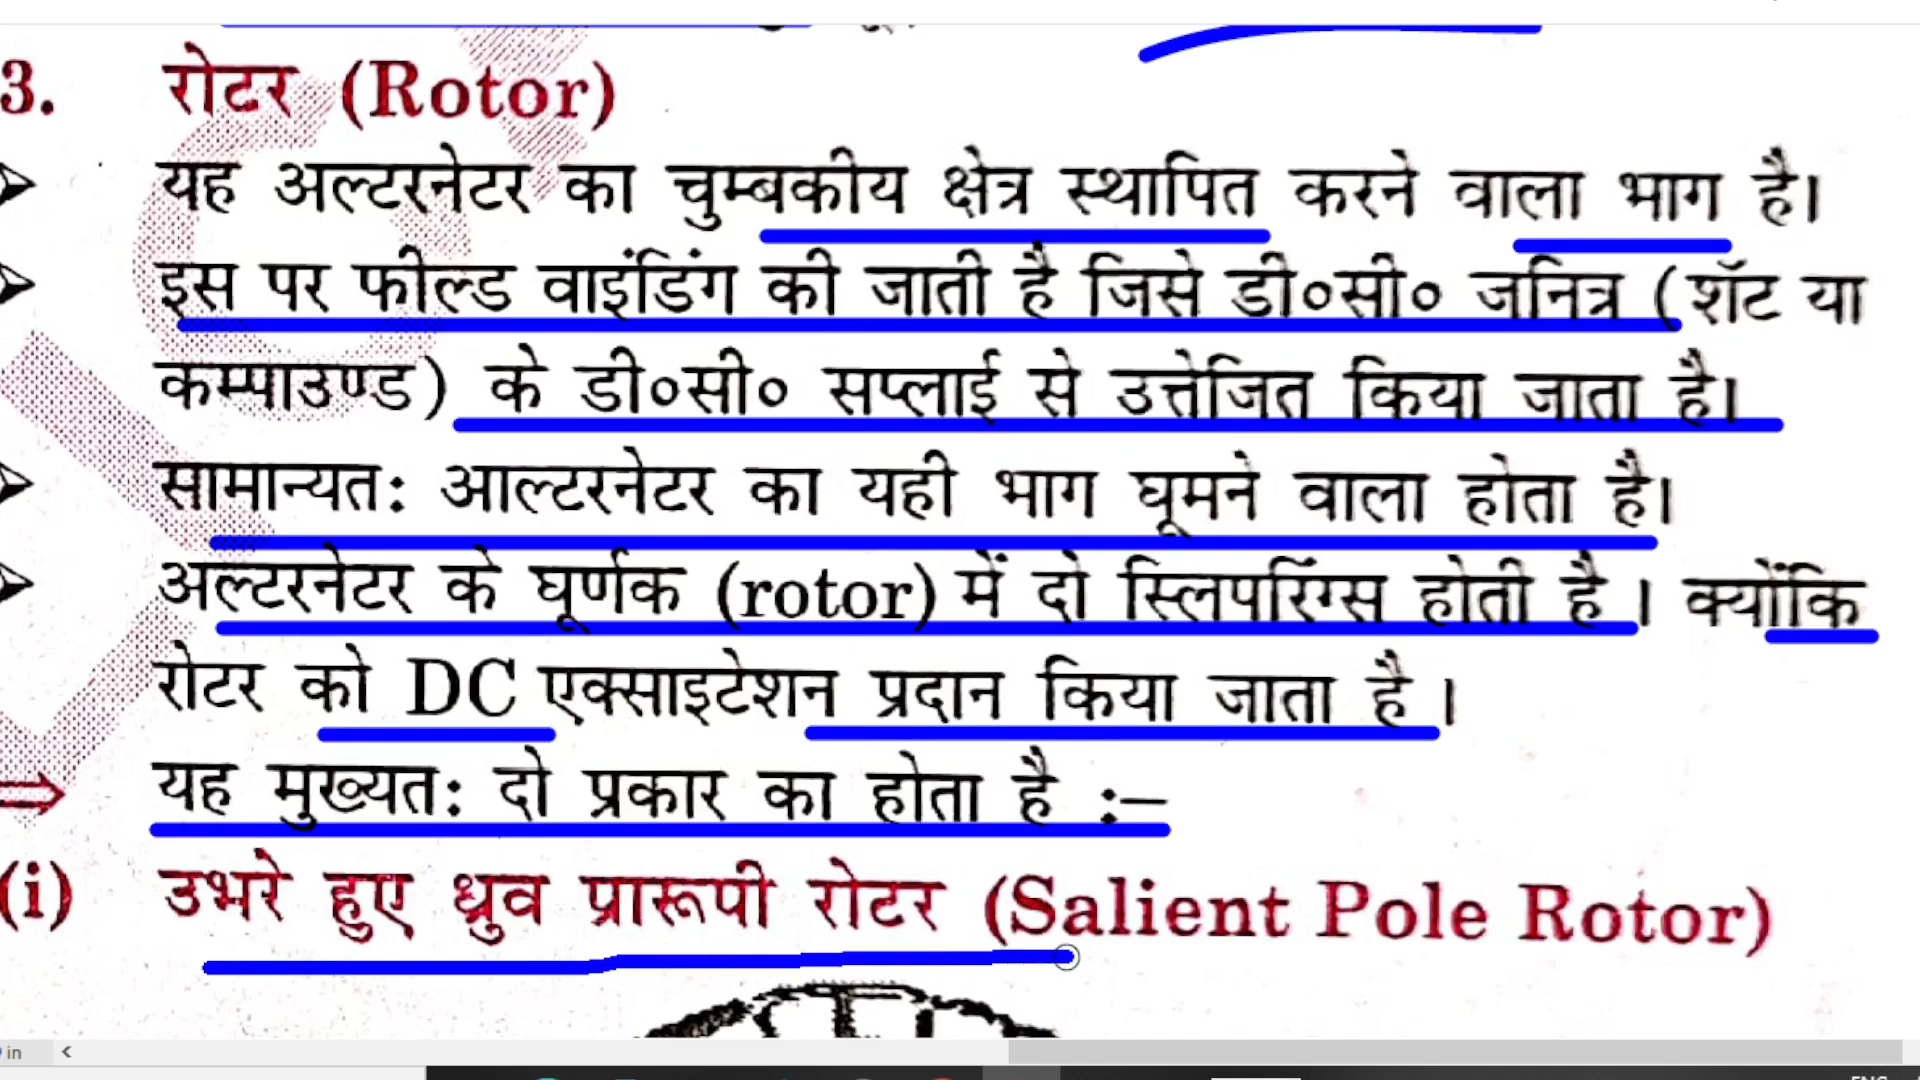 3. रोटर (Rotor)
➢ यह अल्टरनेटर का चुम्बकीय क्षेत्र स्थापित करने वाला भाग है।
➢ इस पर फील्ड वाइंडिंग की जाती है जिसे डी०सी० जनित्र (शॅट या
कम्पाउण्ड) के डी०सी० सप्लाई से उत्तेजित किया जाता है।
➢ सामान्यतः आल्टरनेटर का यही भाग घूमने वाला होता है।
➢ अल्टरनेटर के घूर्णक (rotor) में दो स्लिपरिंग्स होती है । क्योंकि
रोटर को DC एक्साइटेशन प्रदान किया जाता है ।
⇒ यह मुख्यतः दो प्रकार का होता है :–
(i) उभरे हुए ध्रुव प्रारूपी रोटर (Salient Pole Rotor)
in